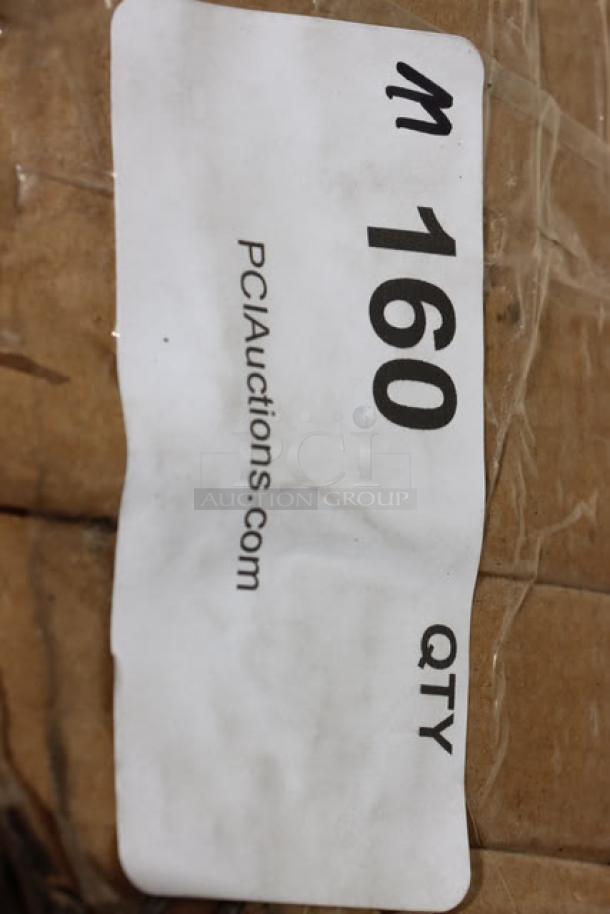 M 160 QTY
PCIAuctions.com
PCI
AUCTION GROUP